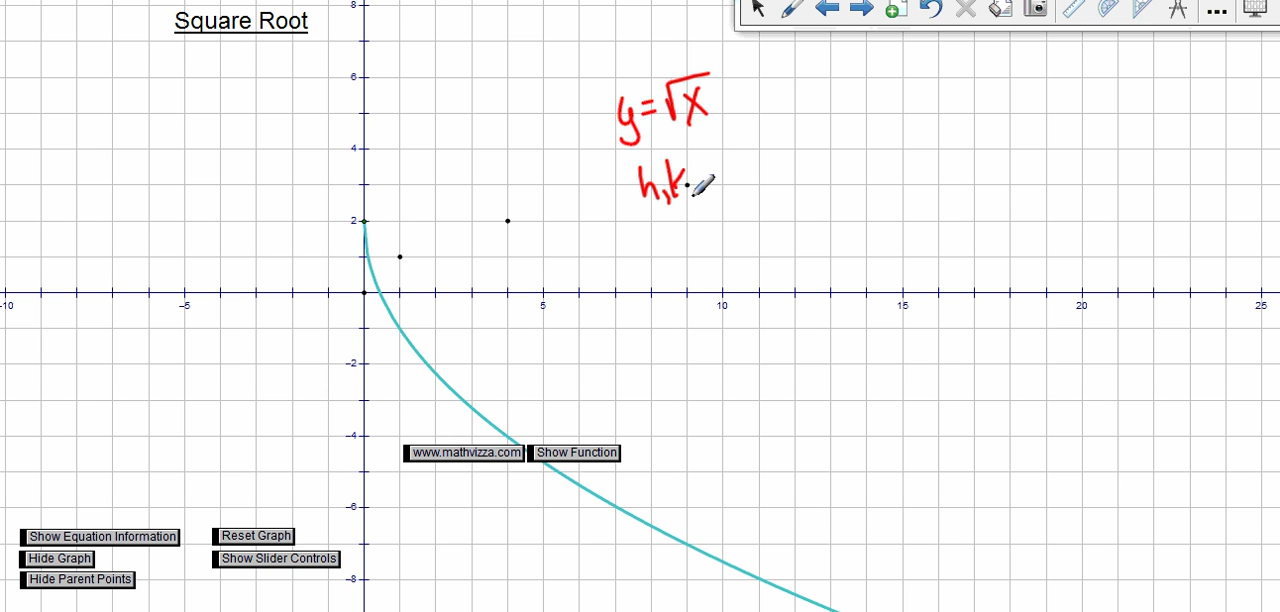 Square Root
8
6
y=√x
4
h,k
2
-10 -5 5 10 15 20 25
-2
-4
www.mathvizza.com Show Function
-6
Show Equation Information Reset Graph
Hide Graph Show Slider Controls
Hide Parent Points -8